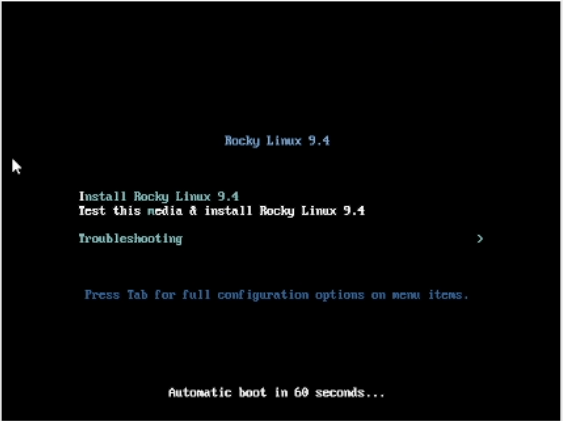 Rocky Linux 9.4
Install Rocky Linux 9.4
Test this media & install Rocky Linux 9.4
Troubleshooting >
Press Tab for full configuration options on menu items.
Automatic boot in 60 seconds...